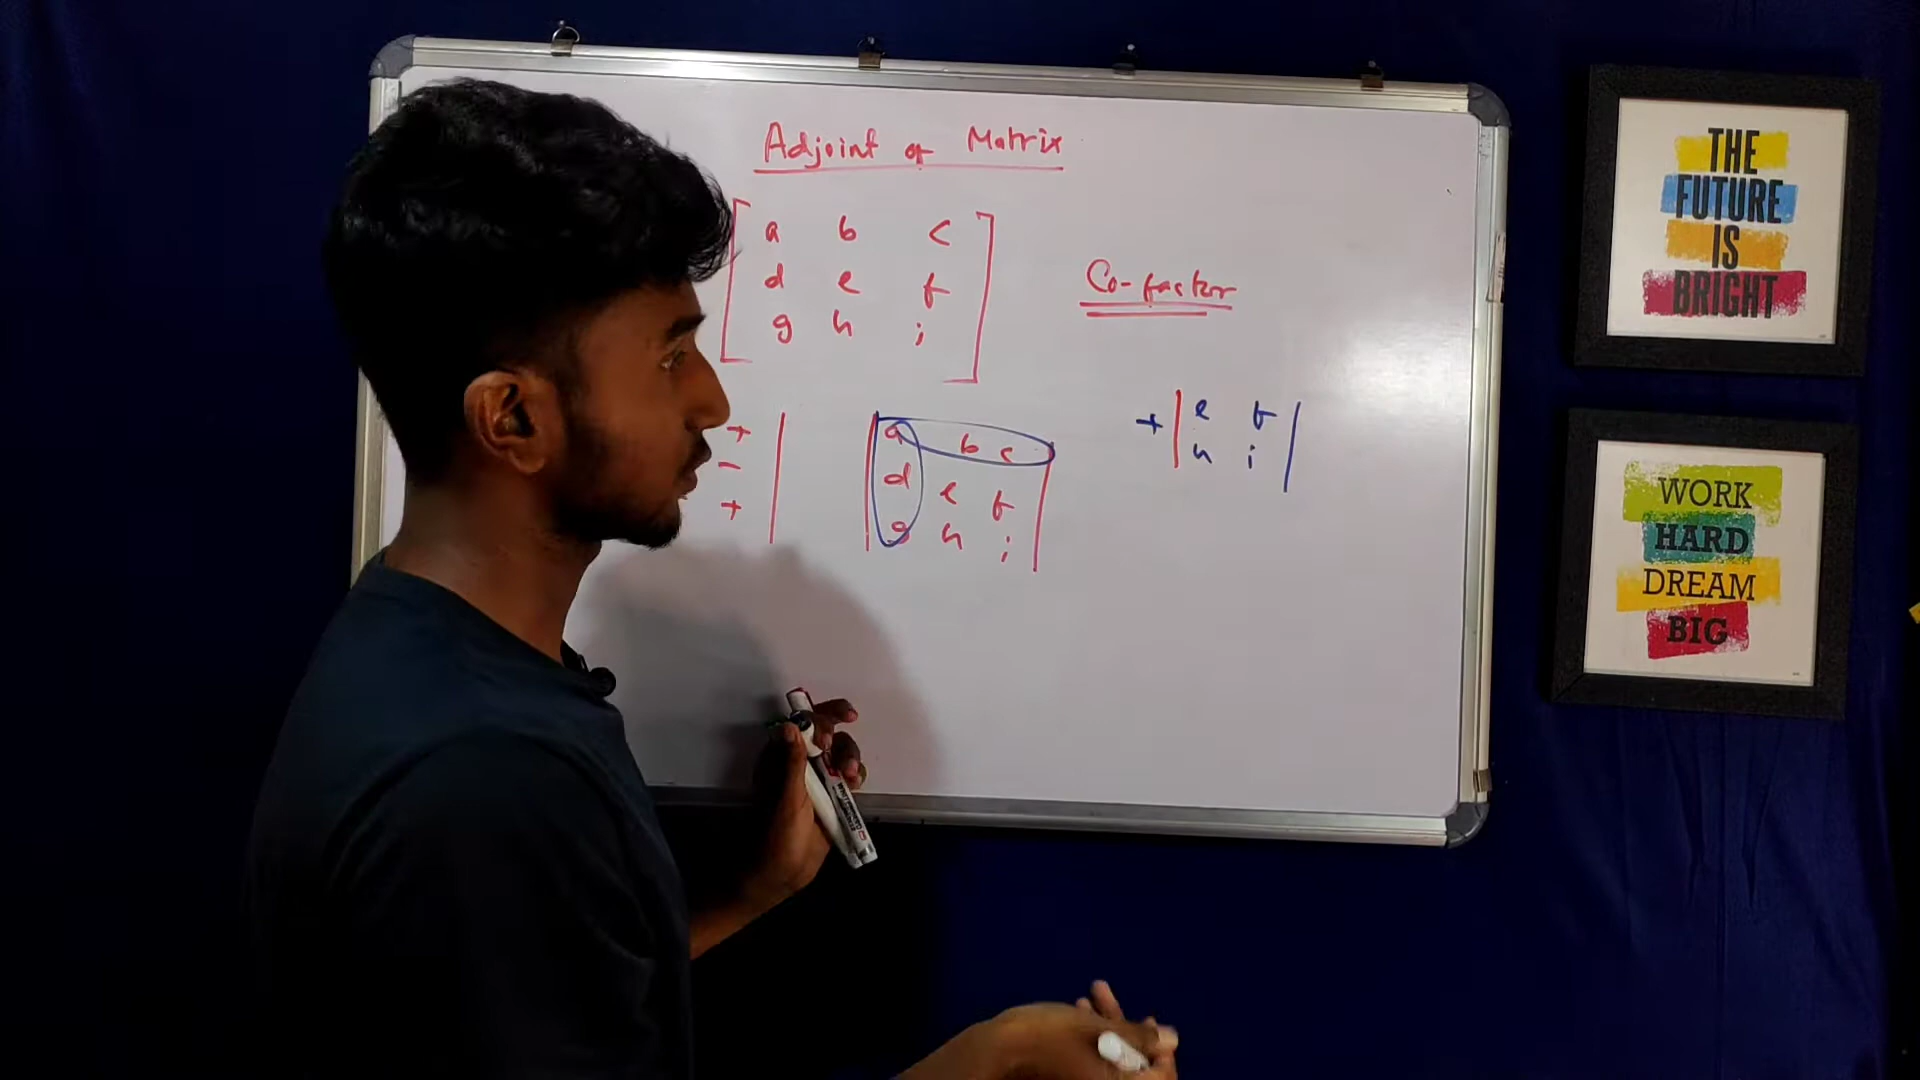 Adjoint of Matrix
a b c
d e f
g h i
Co-factor
+
-
+
a b c
d e f
g h i
+ e f
h i
THE
FUTURE
IS
BRIGHT
WORK
HARD
DREAM
BIG